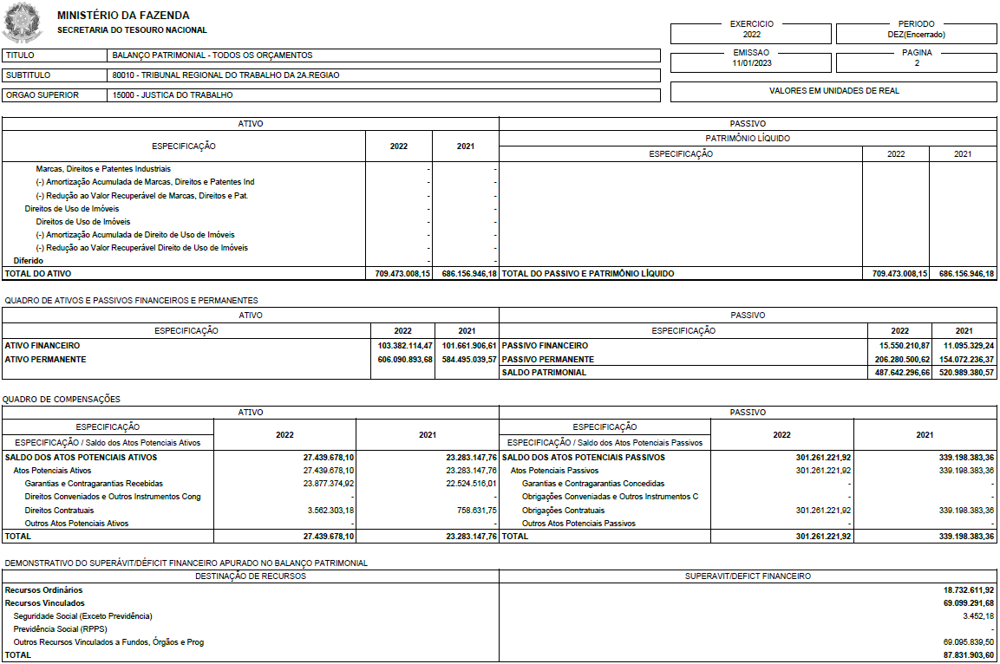 MINISTÉRIO DA FAZENDA
SECRETARIA DO TESOURO NACIONAL
EXERCICIO
2022
PERIODO
DEZ(Encerrado)
EMISSAO
11/01/2023
PAGINA
2
TITULO BALANÇO PATRIMONIAL - TODOS OS ORÇAMENTOS
SUBTITULO 80010 - TRIBUNAL REGIONAL DO TRABALHO DA 2A.REGIAO
ORGAO SUPERIOR 15000 - JUSTICA DO TRABALHO
VALORES EM UNIDADES DE REAL
ATIVO PASSIVO
ESPECIFICAÇÃO 2022 2021 PATRIMÔNIO LÍQUIDO
ESPECIFICAÇÃO 2022 2021
Marcas, Direitos e Patentes Industriais - -
(-) Amortização Acumulada de Marcas, Direitos e Patentes Ind - -
(-) Redução ao Valor Recuperável de Marcas, Direitos e Pat. - -
Direitos de Uso de Imóveis - -
Direitos de Uso de Imóveis - -
(-) Amortização Acumulada de Direito de Uso de Imóveis - -
(-) Redução ao Valor Recuperável Direito de Uso de Imóveis - -
Diferido - -
TOTAL DO ATIVO 709.473.008,15 686.156.946,18 TOTAL DO PASSIVO E PATRIMÔNIO LÍQUIDO 709.473.008,15 686.156.946,18
QUADRO DE ATIVOS E PASSIVOS FINANCEIROS E PERMANENTES
ATIVO PASSIVO
ESPECIFICAÇÃO 2022 2021 ESPECIFICAÇÃO 2022 2021
ATIVO FINANCEIRO 103.382.114,47 101.661.906,61 PASSIVO FINANCEIRO 15.550.210,87 11.095.329,24
ATIVO PERMANENTE 606.090.893,68 584.495.039,57 PASSIVO PERMANENTE 206.280.500,62 154.072.236,37
SALDO PATRIMONIAL 487.642.296,66 520.989.380,57
QUADRO DE COMPENSAÇÕES
ATIVO PASSIVO
ESPECIFICAÇÃO 2022 2021 ESPECIFICAÇÃO 2022 2021
ESPECIFICAÇÃO / Saldo dos Atos Potenciais Ativos ESPECIFICAÇÃO / Saldo dos Atos Potenciais Passivos
SALDO DOS ATOS POTENCIAIS ATIVOS 27.439.678,10 23.283.147,76 SALDO DOS ATOS POTENCIAIS PASSIVOS 301.261.221,92 339.198.383,36
Atos Potenciais Ativos 27.439.678,10 23.283.147,76 Atos Potenciais Passivos 301.261.221,92 339.198.383,36
Garantias e Contragarantias Recebidas 23.877.374,92 22.524.516,01 Garantias e Contragarantias Concedidas - -
Direitos Conveniados e Outros Instrumentos Cong - - Obrigações Conveniadas e Outros Instrumentos C - -
Direitos Contratuais 3.562.303,18 758.631,75 Obrigações Contratuais 301.261.221,92 339.198.383,36
Outros Atos Potenciais Ativos - - Outros Atos Potenciais Passivos - -
TOTAL 27.439.678,10 23.283.147,76 TOTAL 301.261.221,92 339.198.383,36
DEMONSTRATIVO DO SUPERÁVIT/DÉFICIT FINANCEIRO APURADO NO BALANÇO PATRIMONIAL
DESTINAÇÃO DE RECURSOS SUPERAVIT/DEFICT FINANCEIRO
Recursos Ordinários 18.732.611,92
Recursos Vinculados 69.099.291,68
Seguridade Social (Exceto Previdência) 3.452,18
Previdência Social (RPPS) -
Outros Recursos Vinculados a Fundos, Órgãos e Prog 69.095.839,50
TOTAL 87.831.903,60